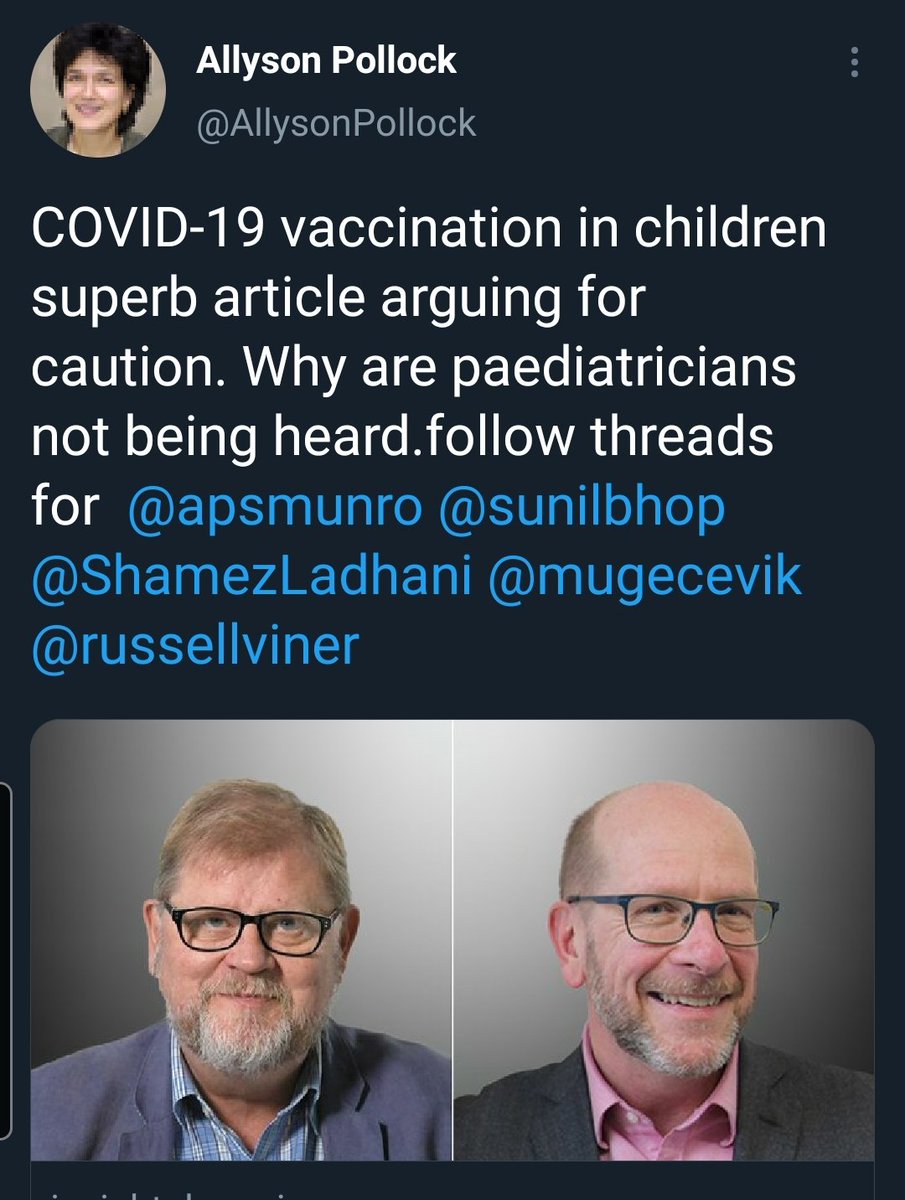 Allyson Pollock
@AllysonPollock
COVID-19 vaccination in children
superb article arguing for
caution. Why are paediatricians
not being heard.follow threads
for @apsmunro @sunilbhop
@ShamezLadhani @mugecevik
@russellviner